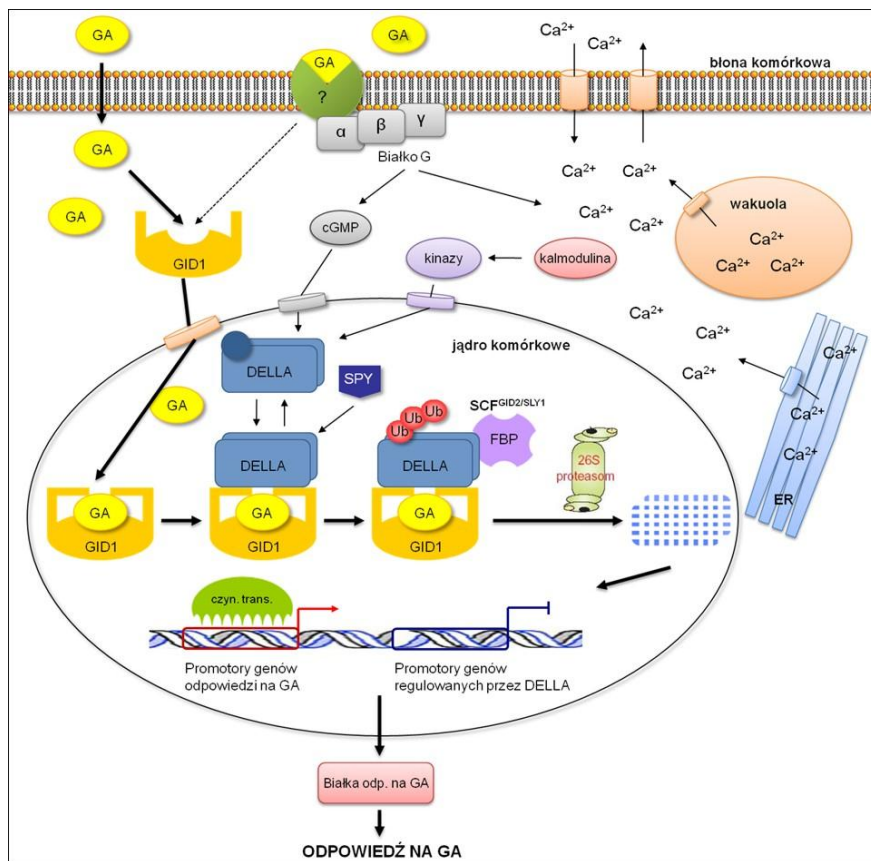 GA
GA
Ca2+
Ca2+
błona komórkowa
GA
?
α
β
γ
Białko G
GA
GA
GID1
cGMP
kinazy
kalmodulina
Ca2+
Ca2+
Ca2+
Ca2+
wakuola
Ca2+
Ca2+
Ca2+
Ca2+
Ca2+
Ca2+
Ca2+
Ca2+
Ca2+
ER
jądro komórkowe
DELLA
SPY
GA
SCFGID2/SLY1
Ub
Ub
Ub
FBP
DELLA
DELLA
26S
proteasom
GA
GID1
GA
GID1
GA
GID1
czyn. trans.
Promotory genów
odpowiedzi na GA
Promotory genów
regulowanych przez DELLA
Białka odp. na GA
ODPOWIEDŹ NA GA